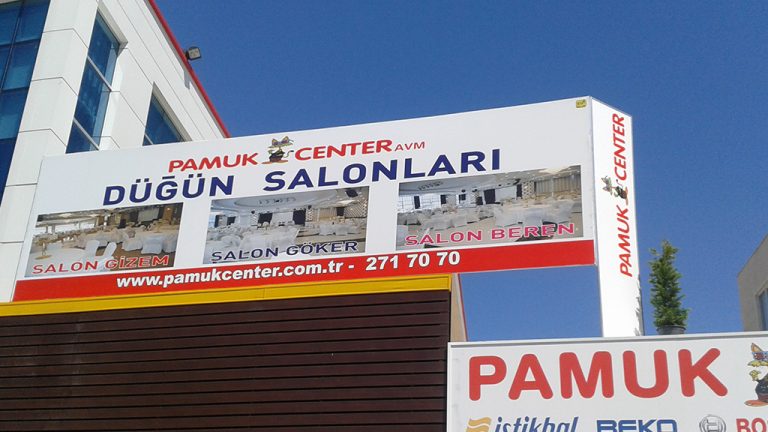 PAMUK CENTER AVM
DÜĞÜN SALONLARI
SALON GİZEM
SALON GÖKER
SALON BEREN
www.pamukcenter.com.tr - 271 70 70
PAMUK CENTER
PAMUK
istikbal BEKO